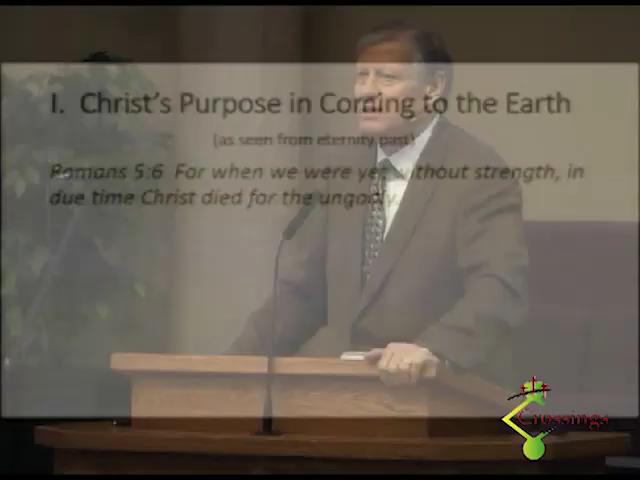 I. Christ's Purpose in Coming to the Earth
(as seen from eternity past)
Romans 5:6 For when we were yet without strength, in
due time Christ died for the ungodly.
Crossings